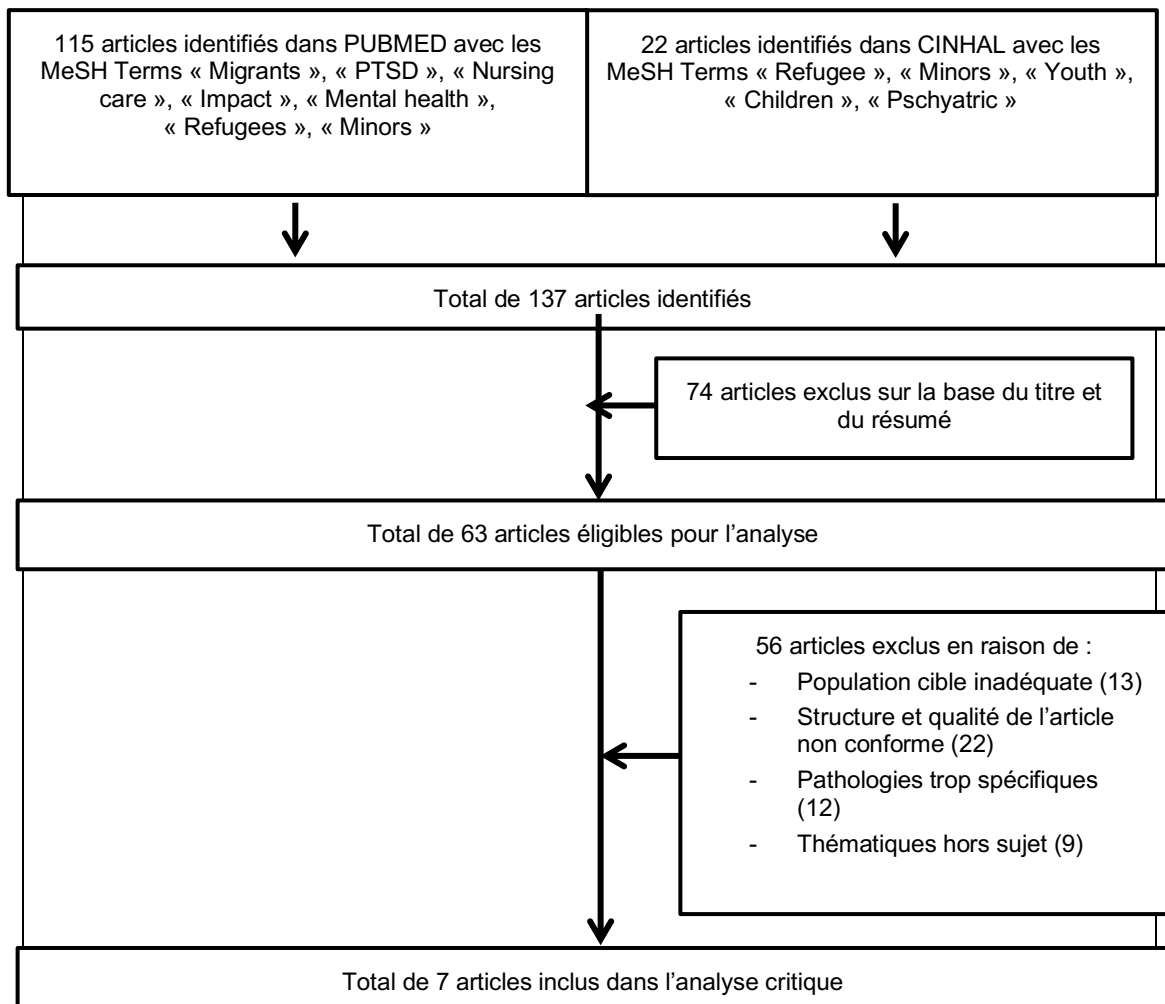 115 articles identifiés dans PUBMED avec les
MeSH Terms « Migrants », « PTSD », « Nursing
care », « Impact », « Mental health »,
« Refugees », « Minors »
22 articles identifiés dans CINHAL avec les
MeSH Terms « Refugee », « Minors », « Youth »,
« Children », « Pschyatric »
Total de 137 articles identifiés
74 articles exclus sur la base du titre et
du résumé
Total de 63 articles éligibles pour l’analyse
56 articles exclus en raison de :
- Population cible inadéquate (13)
- Structure et qualité de l’article
non conforme (22)
- Pathologies trop spécifiques
(12)
- Thématiques hors sujet (9)
Total de 7 articles inclus dans l’analyse critique